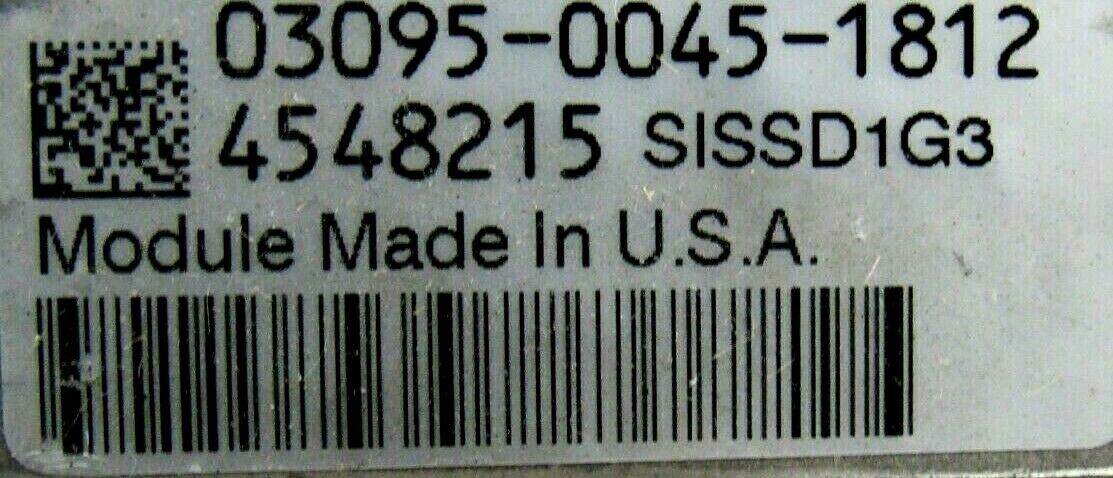 03095-0045-1812
4548215 SISSD1G3
Module Made In U.S.A.